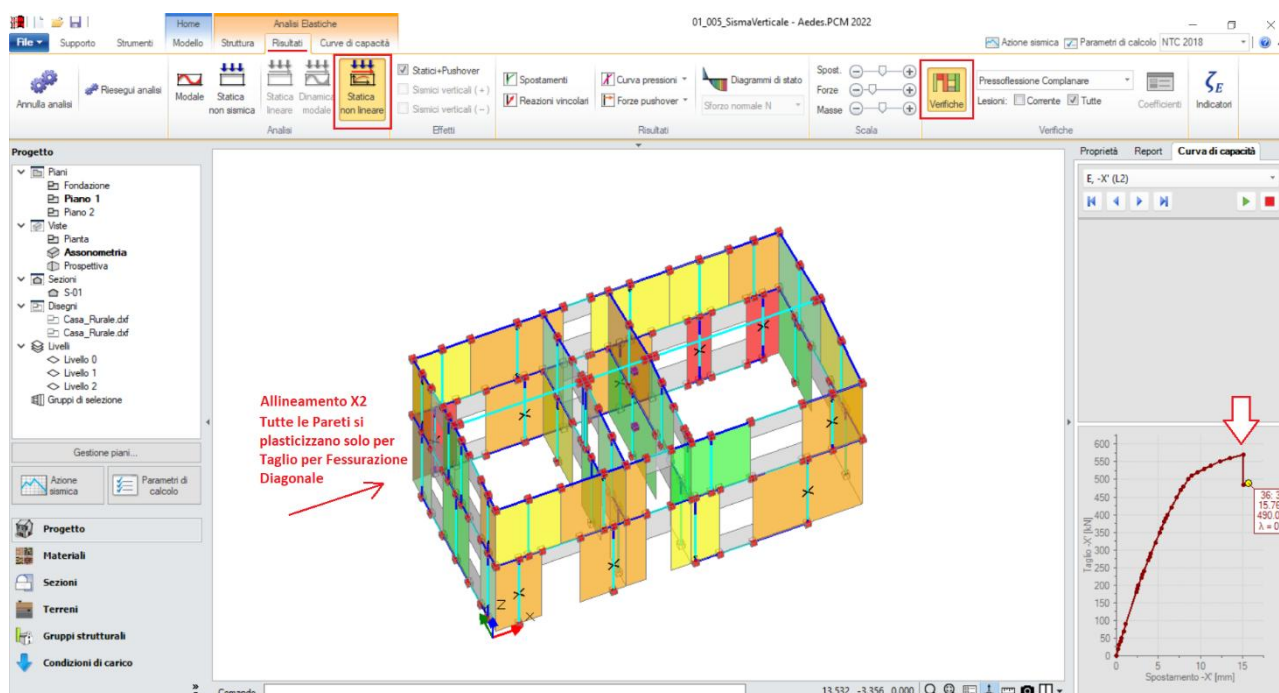 01_005_SismaVerticale - Aedes.PCM 2022
Home
Analisi Elastiche
File
Supporto
Strumenti
Modello
Struttura
Risultati
Curve di capacità
Azione sismica
Parametri di calcolo
NTC 2018
Annulla analisi
Riesegui analisi
Modale
Statica non sismica
Statica lineare
Dinamica modale
Statica non lineare
Analisi
Statici+Pushover
Sismici verticali (+)
Sismici verticali (−)
Effetti
Spostamenti
Reazioni vincolari
Curva pressioni
Forze pushover
Diagrammi di stato
Sforzo normale N
Risultati
Spost.
Forze
Masse
Scala
Verifiche
Pressoflessione Complanare
Lesioni:
Corrente
Tutte
Coefficienti
Verifiche
ζE
Indicatori
Progetto
Piani
Fondazione
Piano 1
Piano 2
Viste
Pianta
Assonometria
Prospettiva
Sezioni
S-01
Disegni
Casa_Rurale.dxf
Casa_Rurale.dxf
Livelli
Livello 0
Livello 1
Livello 2
Gruppi di selezione
Gestione piani...
Azione sismica
Parametri di calcolo
Progetto
Materiali
Sezioni
Terreni
Gruppi strutturali
Condizioni di carico
Allineamento X2
Tutte le Pareti si
plasticizzano solo per
Taglio per Fessurazione
Diagonale
Z
X
Comando
13.532 -3.356 0.000
Proprietà
Report
Curva di capacità
E, -X' (L2)
Taglio -X' [kN]
600
550
500
450
400
350
300
250
200
150
100
50
0
0
5
10
15
Spostamento -X' [mm]
36: 3
15.76
490.0
λ = 0